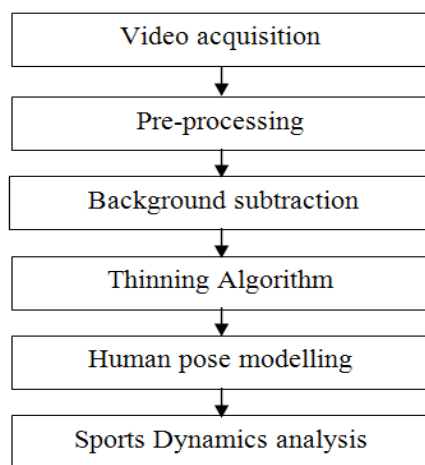 Video acquisition
Pre-processing
Background subtraction
Thinning Algorithm
Human pose modelling
Sports Dynamics analysis